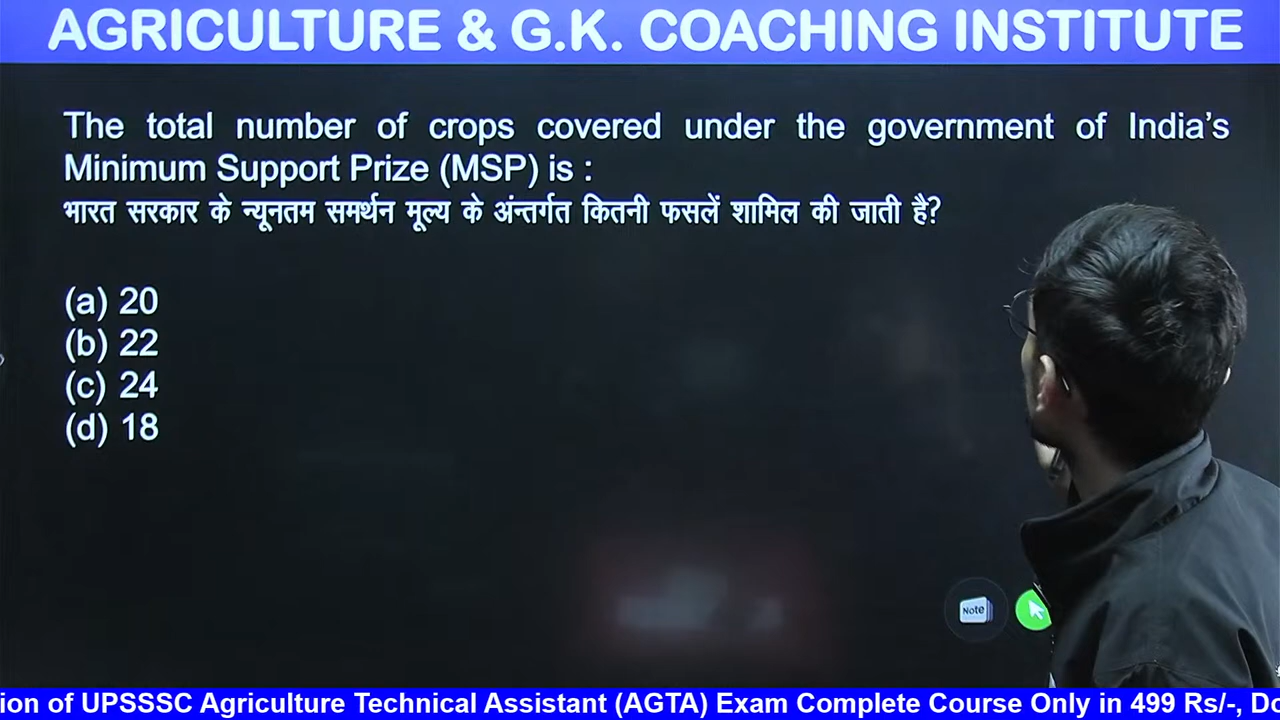 AGRICULTURE & G.K. COACHING INSTITUTE
The total number of crops covered under the government of India's
Minimum Support Prize (MSP) is :
भारत सरकार के न्यूनतम समर्थन मूल्य के अंन्तर्गत कितनी फसलें शामिल की जाती है?
(a) 20
(b) 22
(c) 24
(d) 18
Note
ion of UPSSSC Agriculture Technical Assistant (AGTA) Exam Complete Course Only in 499 Rs/-, Do